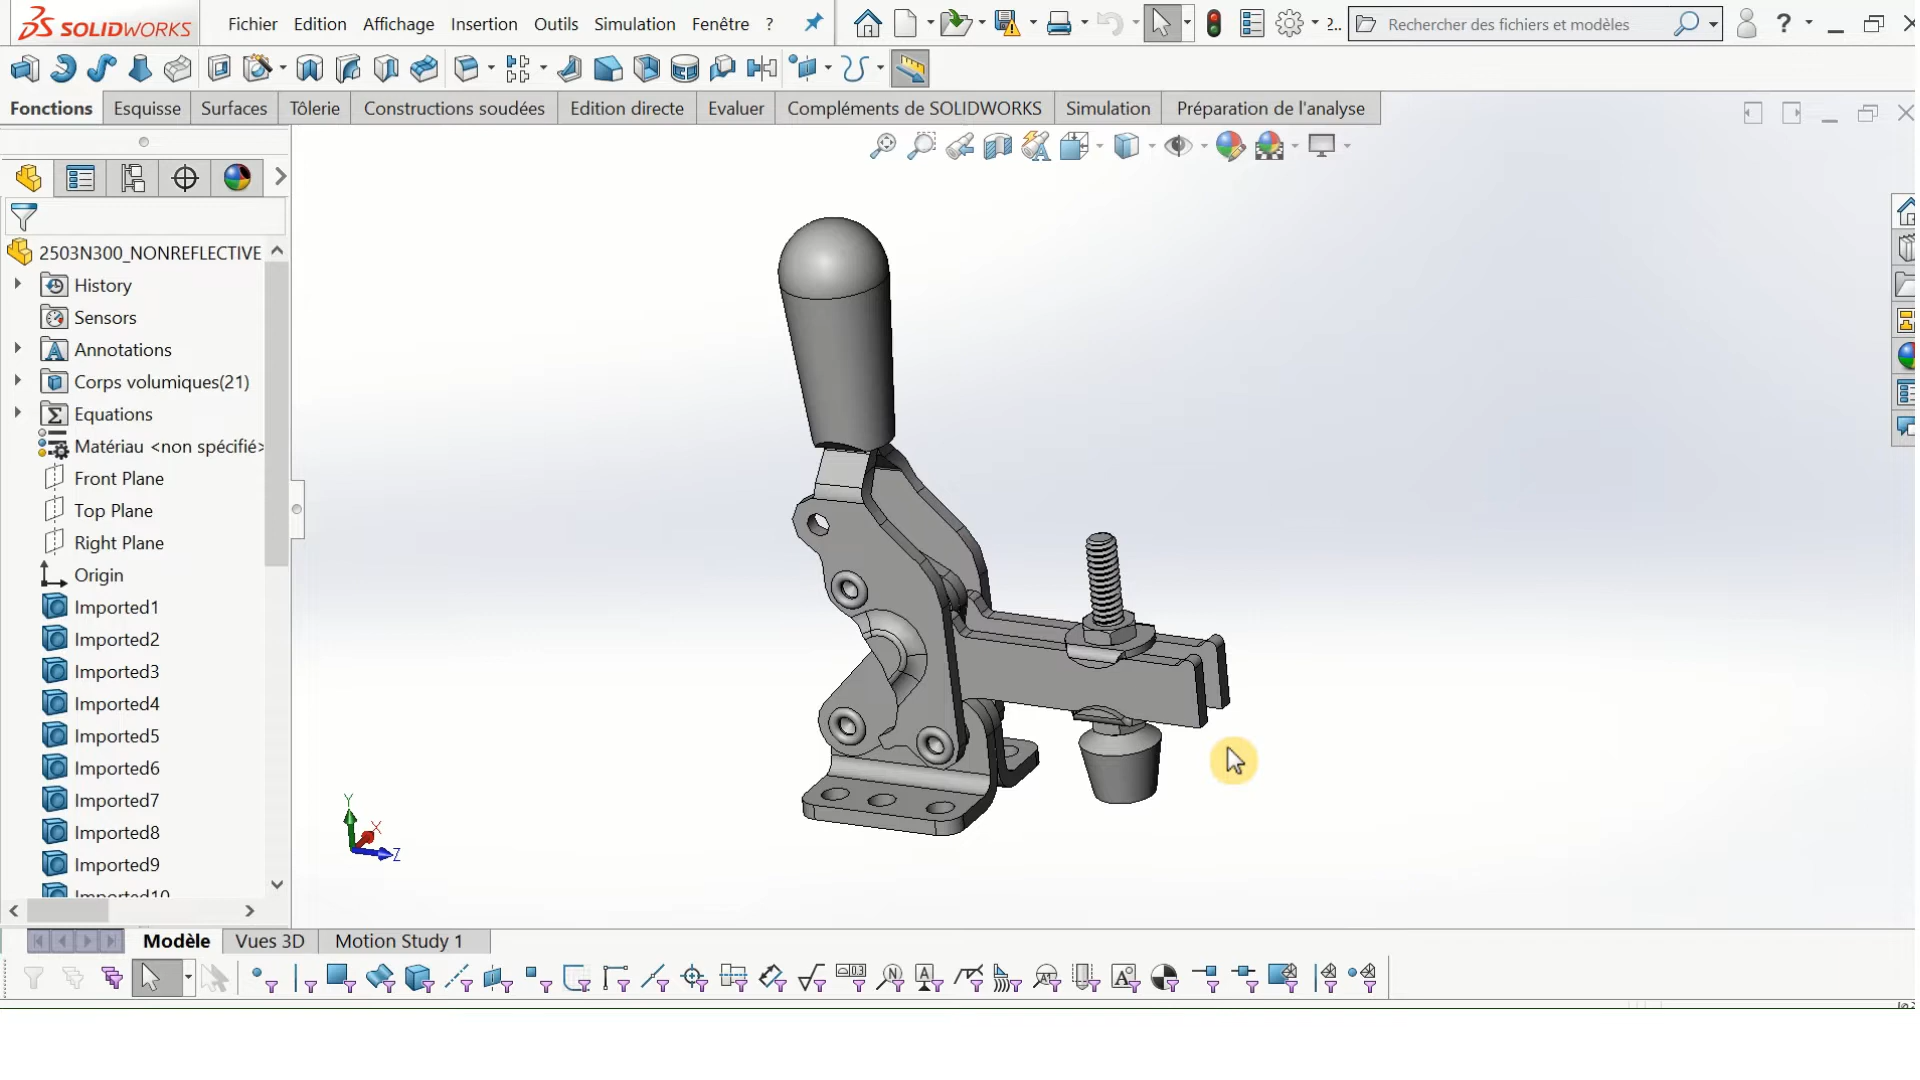 SOLIDWORKS
Fichier Edition Affichage Insertion Outils Simulation Fenêtre ?
2..
Rechercher des fichiers et modèles
?
Fonctions Esquisse Surfaces Tôlerie Constructions soudées Edition directe Evaluer Compléments de SOLIDWORKS Simulation Préparation de l'analyse
2503N300_NONREFLECTIVE
History
Sensors
Annotations
Corps volumiques(21)
Equations
Matériau <non spécifié>
Front Plane
Top Plane
Right Plane
Origin
Imported1
Imported2
Imported3
Imported4
Imported5
Imported6
Imported7
Imported8
Imported9
Imported10
Y
X
Z
Modèle Vues 3D Motion Study 1